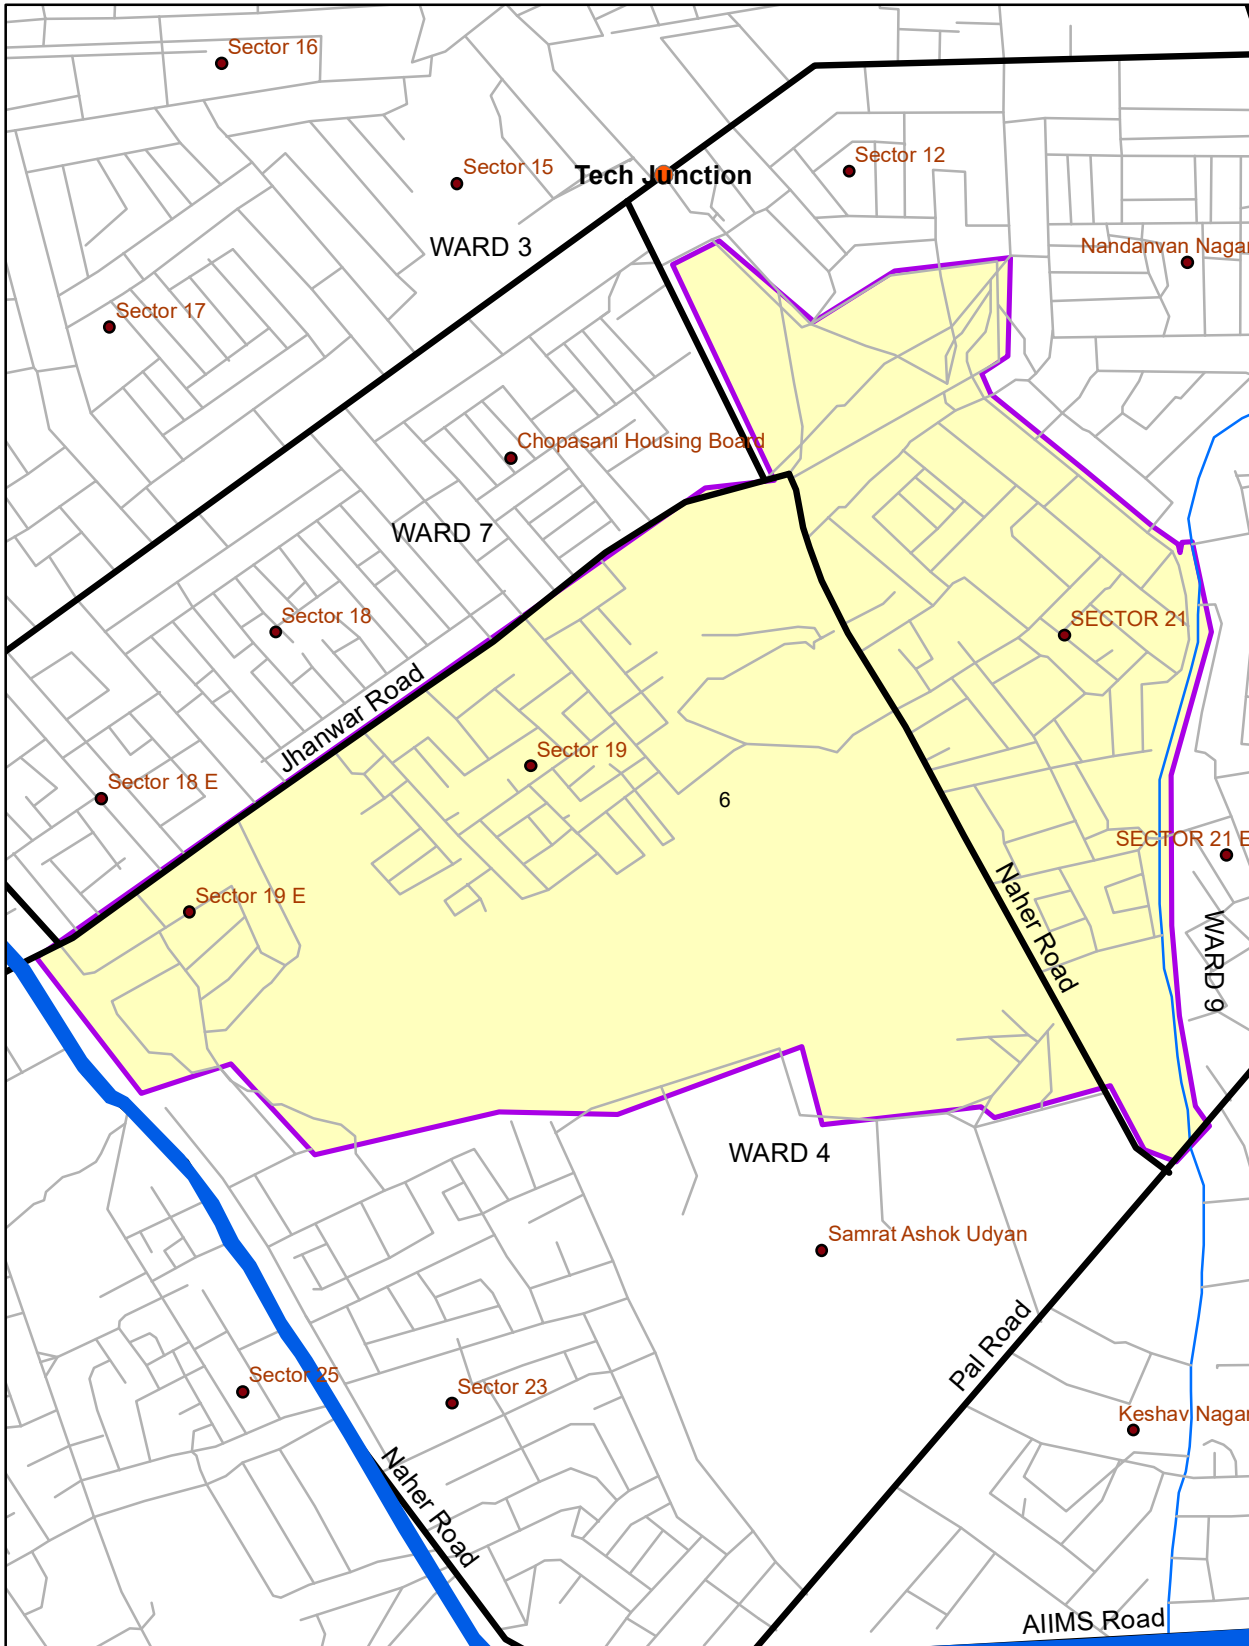 Sector 16
Sector 15
Tech Junction
Sector 12
WARD 3
Nandanvan Nagar
Sector 17
Chopasani Housing Board
WARD 7
Sector 18
SECTOR 21
Jhanwar Road
Sector 19
Sector 18 E
6
SECTOR 21 E
Sector 19 E
Naher Road
WARD 9
WARD 4
Samrat Ashok Udyan
Pal Road
Sector 25
Sector 23
Keshav Nagar
Naher Road
AIIMS Road